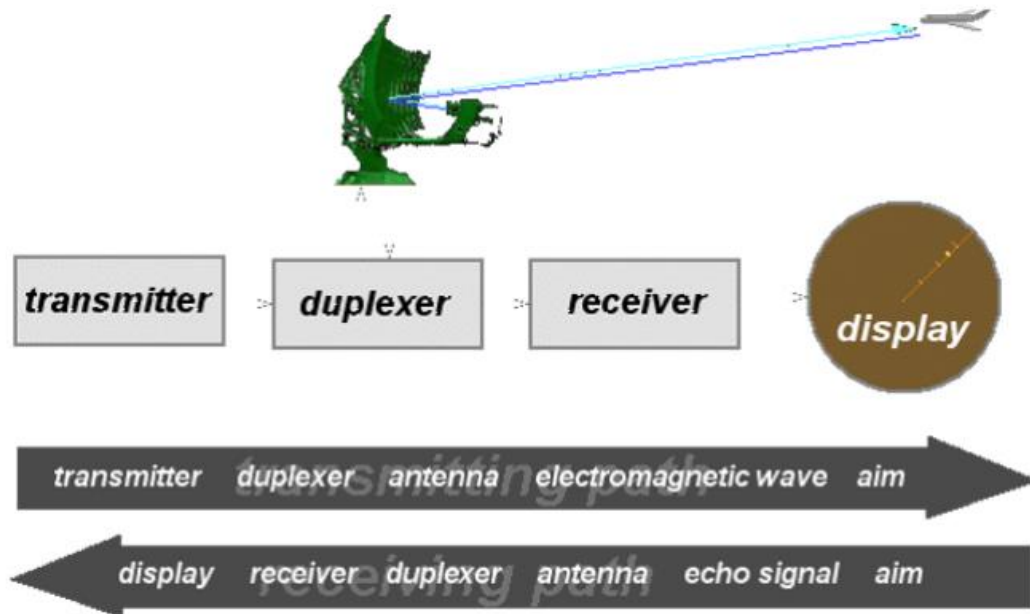 transmitter
duplexer
receiver
display
transmitting path
transmitter duplexer antenna electromagnetic wave aim
receiving path
display receiver duplexer antenna echo signal aim